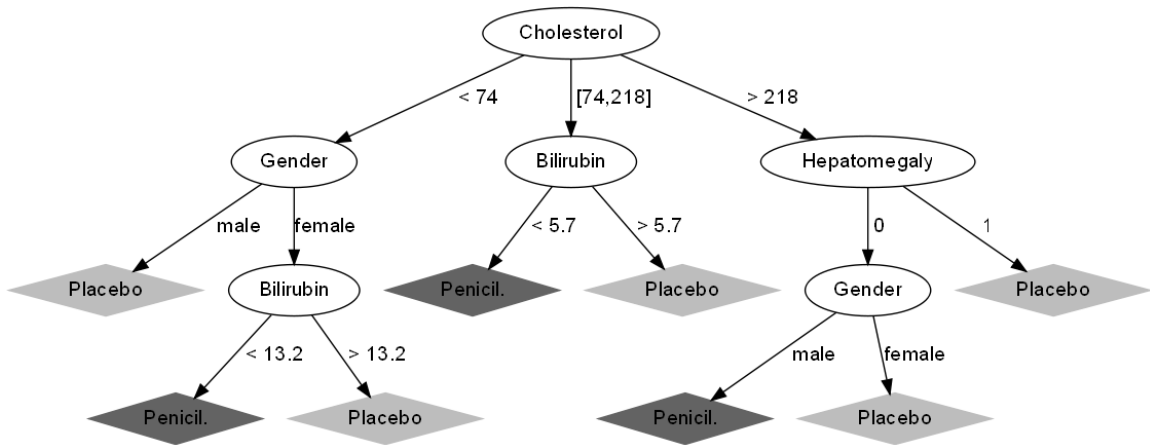 Cholesterol
< 74
[74,218]
> 218
Gender
Bilirubin
Hepatomegaly
male
female
< 5.7
> 5.7
0
1
Placebo
Bilirubin
Penicil.
Placebo
Gender
Placebo
< 13.2
> 13.2
male
female
Penicil.
Placebo
Penicil.
Placebo